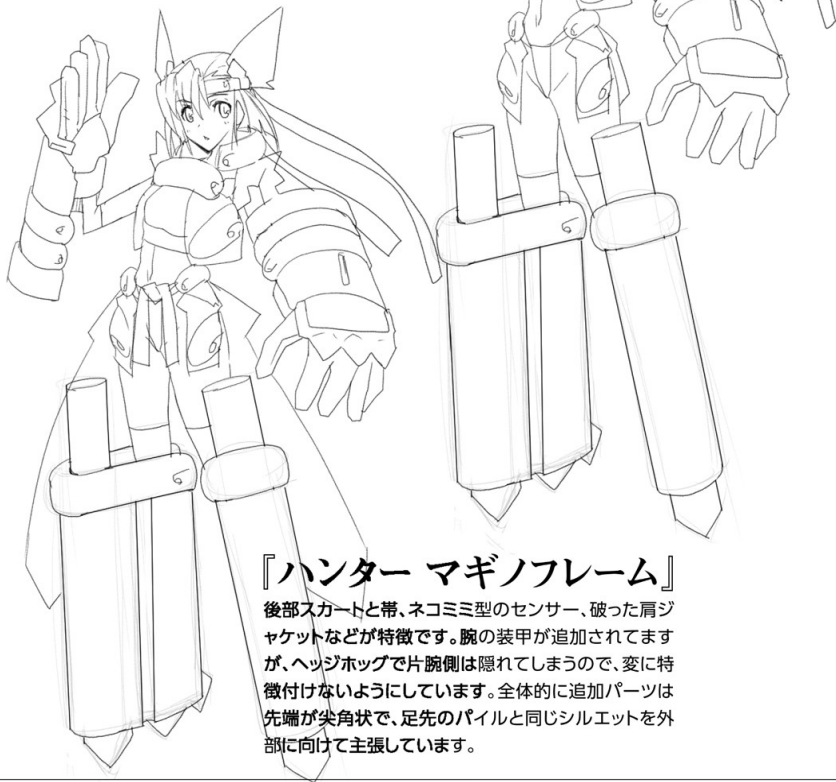 『ハンター マギノフレーム』
後部スカートと帯、ネコミミ型のセンサー、破った肩ジ
ャケットなどが特徴です。腕の装甲が追加されてます
が、ヘッジホッグで片腕側は隠れてしまうので、変に特
徴付けないようにしています。全体的に追加パーツは
先端が尖角状で、足先のパイルと同じシルエットを外
部に向けて主張しています。